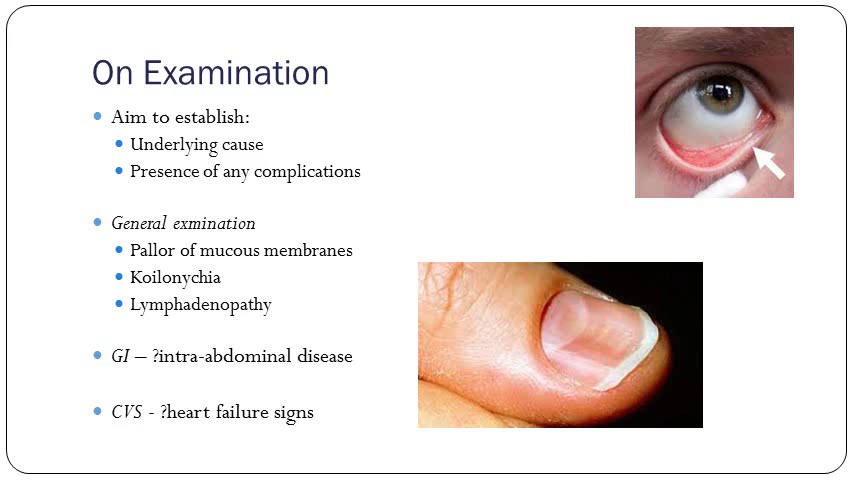 On Examination
Aim to establish:
Underlying cause
Presence of any complications
General exmination
Pallor of mucous membranes
Koilonychia
Lymphadenopathy
GI – ?intra-abdominal disease
CVS - ?heart failure signs